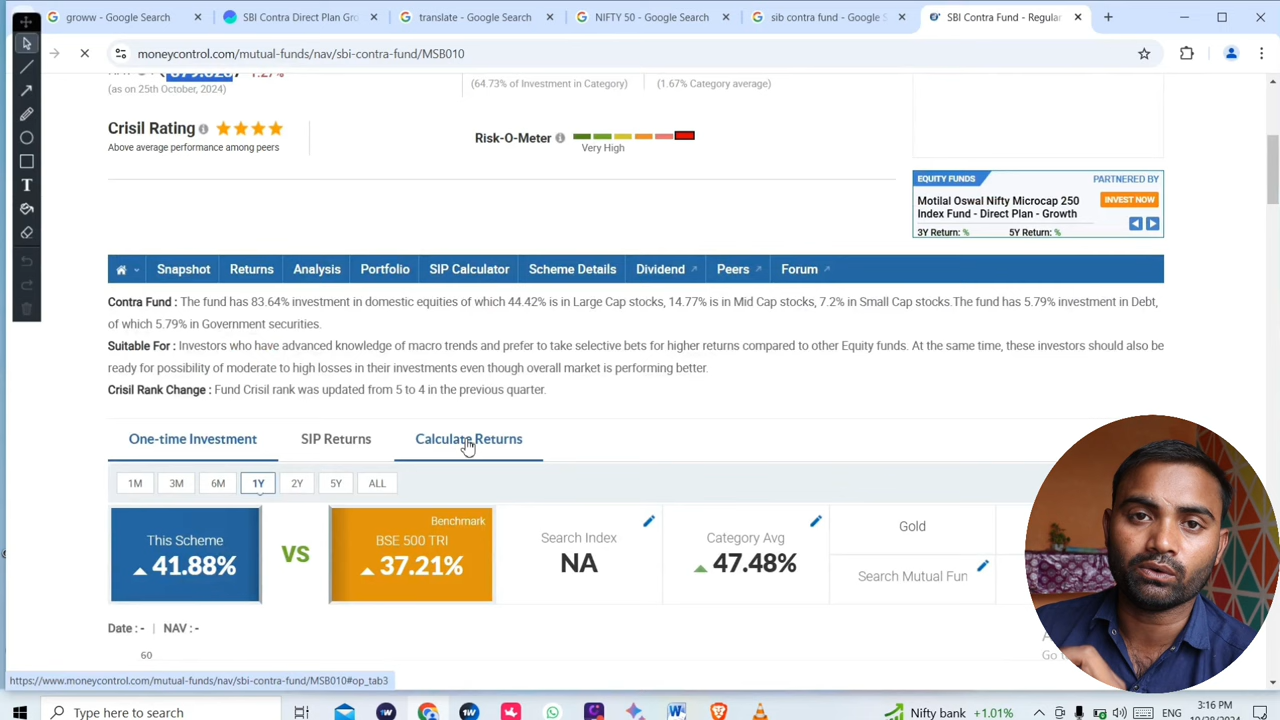 groww - Google Search
SBI Contra Direct Plan Gro
translate - Google Search
NIFTY 50 - Google Search
sib contra fund - Google
SBI Contra Fund - Regular
moneycontrol.com/mutual-funds/nav/sbi-contra-fund/MSB010
(as on 25th October, 2024)
(64.73% of Investment in Category)
(1.67% Category average)
Crisil Rating
Above average performance among peers
Risk-O-Meter
Very High
EQUITY FUNDS
PARTNERED BY
Motilal Oswal Nifty Microcap 250
Index Fund - Direct Plan - Growth
INVEST NOW
3Y Return: %
5Y Return: %
Snapshot
Returns
Analysis
Portfolio
SIP Calculator
Scheme Details
Dividend
Peers
Forum
Contra Fund : The fund has 83.64% investment in domestic equities of which 44.42% is in Large Cap stocks, 14.77% is in Mid Cap stocks, 7.2% in Small Cap stocks.The fund has 5.79% investment in Debt,
of which 5.79% in Government securities.
Suitable For : Investors who have advanced knowledge of macro trends and prefer to take selective bets for higher returns compared to other Equity funds. At the same time, these investors should also be
ready for possibility of moderate to high losses in their investments even though overall market is performing better.
Crisil Rank Change : Fund Crisil rank was updated from 5 to 4 in the previous quarter.
One-time Investment
SIP Returns
Calculate Returns
1M
3M
6M
1Y
2Y
5Y
ALL
This Scheme
41.88%
VS
Benchmark
BSE 500 TRI
37.21%
Search Index
NA
Category Avg
47.48%
Gold
Search Mutual Fun
Date : - | NAV : -
60
Go
https://www.moneycontrol.com/mutual-funds/nav/sbi-contra-fund/MSB010#op_tab3
Type here to search
Nifty bank +1.01%
ENG
3:16 PM